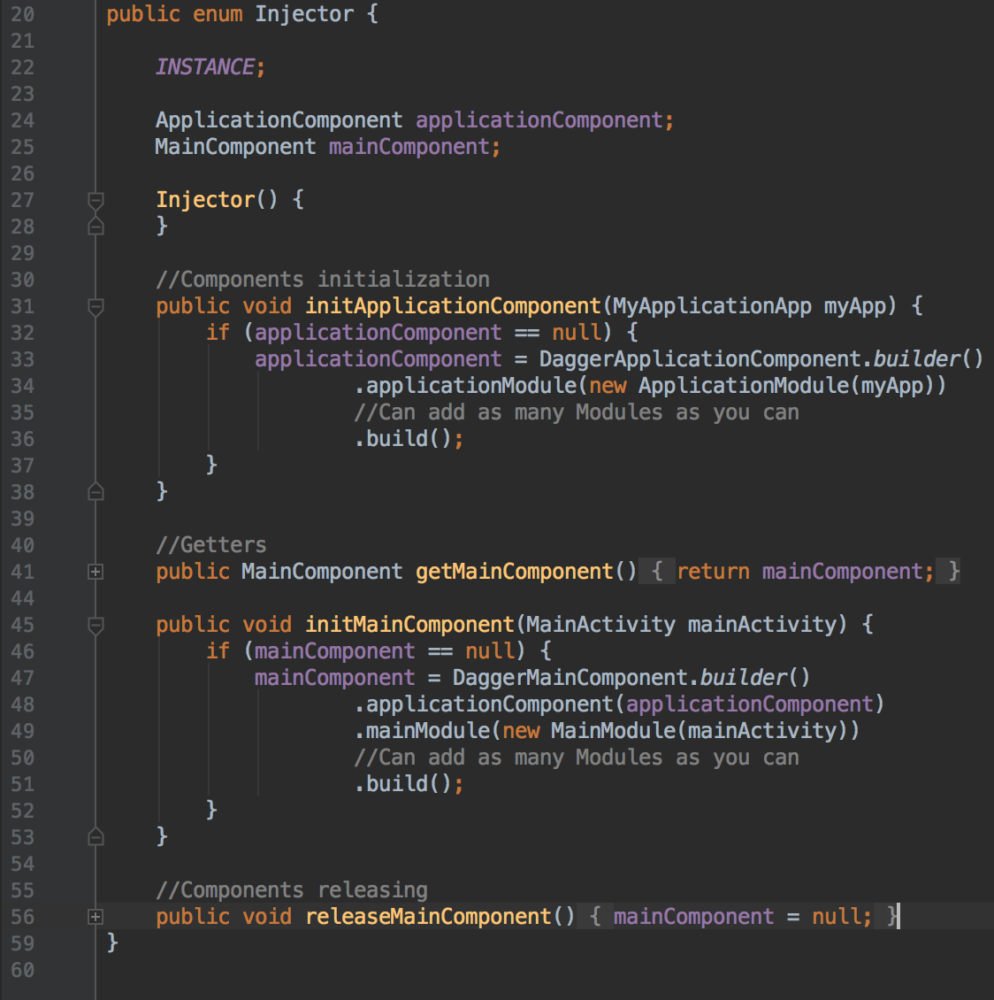 20 public enum Injector {
21
22 INSTANCE;
23
24 ApplicationComponent applicationComponent;
25 MainComponent mainComponent;
26
27 Injector() {
28 }
29
30 //Components initialization
31 public void initApplicationComponent(MyApplicationApp myApp) {
32 if (applicationComponent == null) {
33 applicationComponent = DaggerApplicationComponent.builder()
34 .applicationModule(new ApplicationModule(myApp))
35 //Can add as many Modules as you can
36 .build();
37 }
38 }
39
40 //Getters
41 public MainComponent getMainComponent() { return mainComponent; }
44
45 public void initMainComponent(MainActivity mainActivity) {
46 if (mainComponent == null) {
47 mainComponent = DaggerMainComponent.builder()
48 .applicationComponent(applicationComponent)
49 .mainModule(new MainModule(mainActivity))
50 //Can add as many Modules as you can
51 .build();
52 }
53 }
54
55 //Components releasing
56 public void releaseMainComponent() { mainComponent = null; }
59 }
60